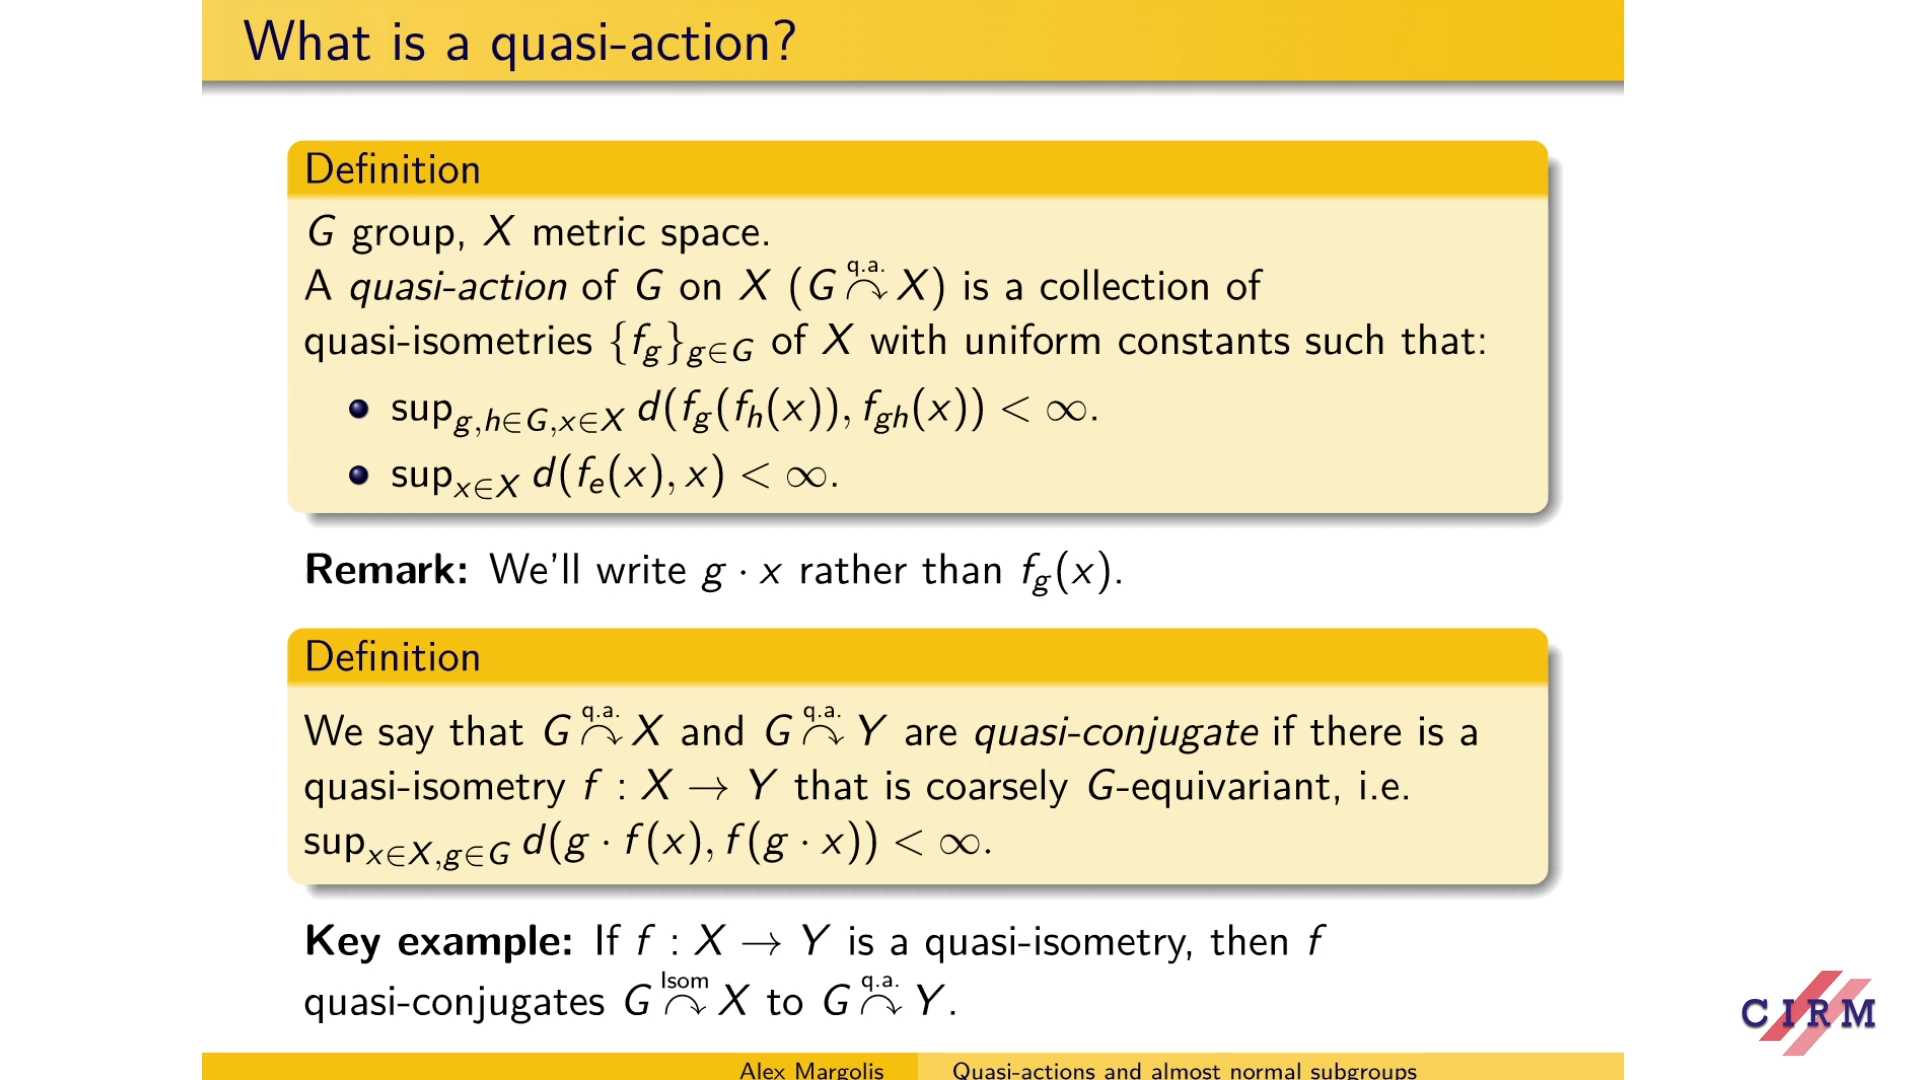 What is a quasi-action?
Definition
G group, X metric space.
A quasi-action of G on X (G ↷^{q.a.} X) is a collection of
quasi-isometries {f_g}_{g∈G} of X with uniform constants such that:
• sup_{g,h∈G,x∈X} d(f_g(f_h(x)), f_{gh}(x)) < ∞.
• sup_{x∈X} d(f_e(x), x) < ∞.
Remark: We'll write g · x rather than f_g(x).
Definition
We say that G ↷^{q.a.} X and G ↷^{q.a.} Y are quasi-conjugate if there is a
quasi-isometry f : X → Y that is coarsely G-equivariant, i.e.
sup_{x∈X,g∈G} d(g · f(x), f(g · x)) < ∞.
Key example: If f : X → Y is a quasi-isometry, then f
quasi-conjugates G ↷^{Isom} X to G ↷^{q.a.} Y.
CIRM
Alex Margolis Quasi-actions and almost normal subgroups